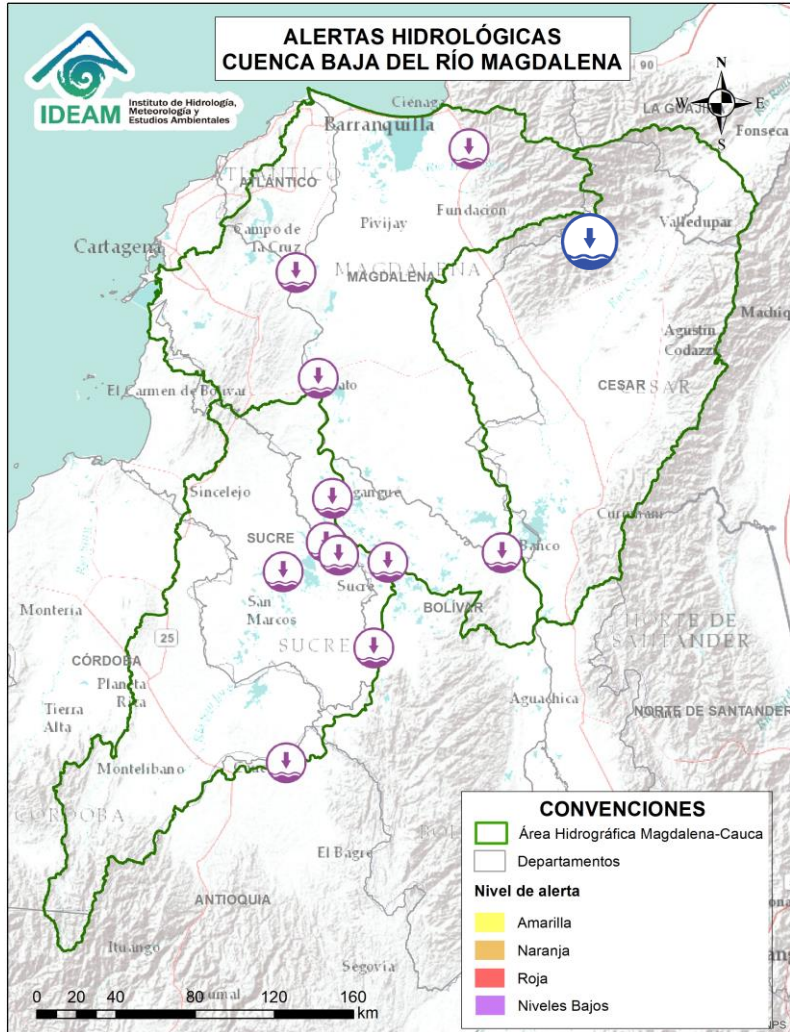 ALERTAS HIDROLÓGICAS
CUENCA BAJA DEL RÍO MAGDALENA
IDEAM
Instituto de Hidrología,
Meteorología y
Estudios Ambientales
N
W E
S
90
Ciénaga
LA GUAJIRA
Barranquilla
Fonseca
ATLÁNTICO
ATLÁNTICO
Fundación
Pivijay
Valledupar
Campo de
la Cruz
Cartagena
MAGDALENA
MAGDALENA
Agustín
Codazzi
El Carmen de Bolívar
CESAR
CESAR
Sincelejo
Banco
SUCRE
Sucre
San
Marcos
BOLÍVAR
Montería
25
SUCRE
NORTE DE
SANTANDER
CÓRDOBA
Planeta
Rica
Aguachica
Tierra
Alta
NORTE DE SANTANDER
Montelíbano
CÓRDOBA
El Bagre
ANTIOQUIA
Ituango
Segovia
CONVENCIONES
Área Hidrográfica Magdalena-Cauca
Departamentos
Nivel de alerta
Amarilla
Naranja
Roja
Niveles Bajos
0 20 40 80 120 160
km